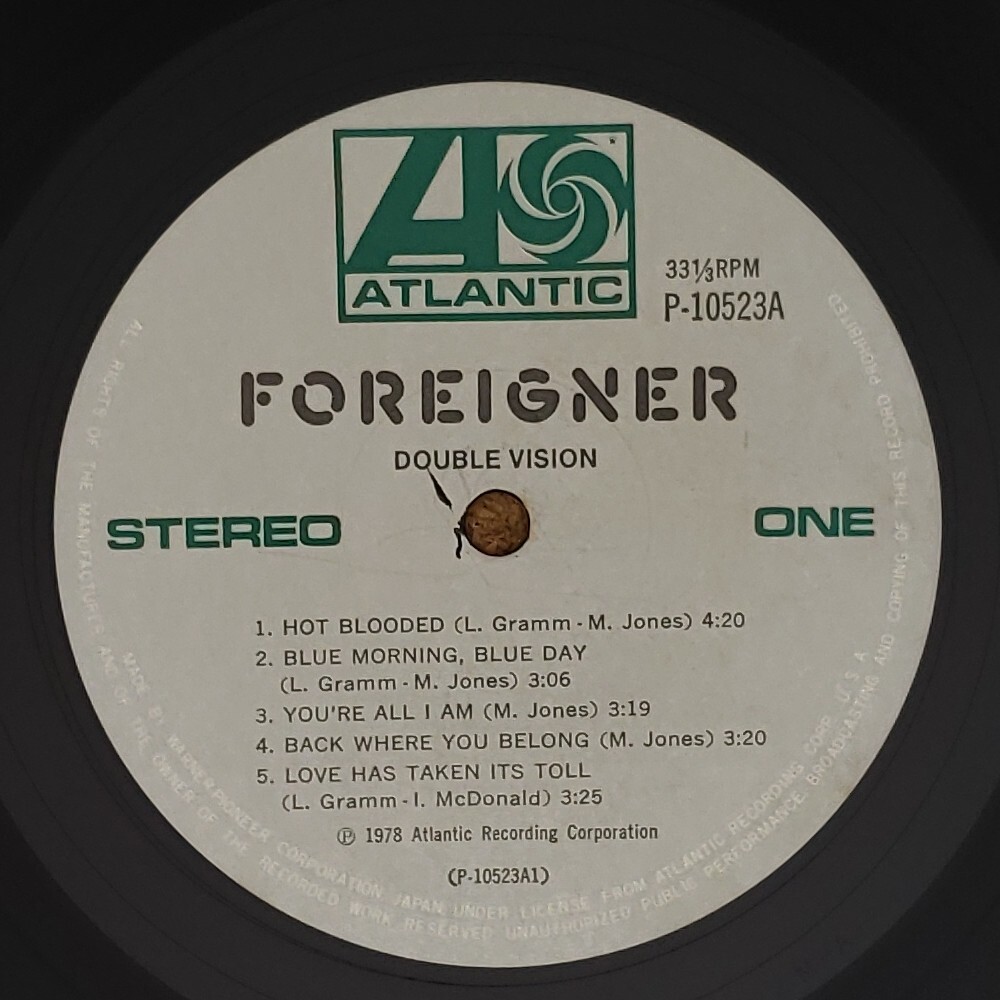 ATLANTIC
33⅓RPM
P-10523A
FOREIGNER
DOUBLE VISION
STEREO
ONE
1. HOT BLOODED (L. Gramm - M. Jones) 4:20
2. BLUE MORNING, BLUE DAY
(L. Gramm - M. Jones) 3:06
3. YOU'RE ALL I AM (M. Jones) 3:19
4. BACK WHERE YOU BELONG (M. Jones) 3:20
5. LOVE HAS TAKEN ITS TOLL
(L. Gramm - I. McDonald) 3:25
℗ 1978 Atlantic Recording Corporation
(P-10523A1)
MADE BY WARNER-PIONEER CORPORATION JAPAN UNDER LICENSE FROM ATLANTIC RECORDING CORP. U S A
ALL RIGHTS OF THE MANUFACTURES AND OF THE OWNER OF THE RECORDED WORK RESERVED UNAUTHORIZED PUBLIC PERFORMANCE. BROADCASTING AND COPYING OF THIS RECORD PROHIBITED